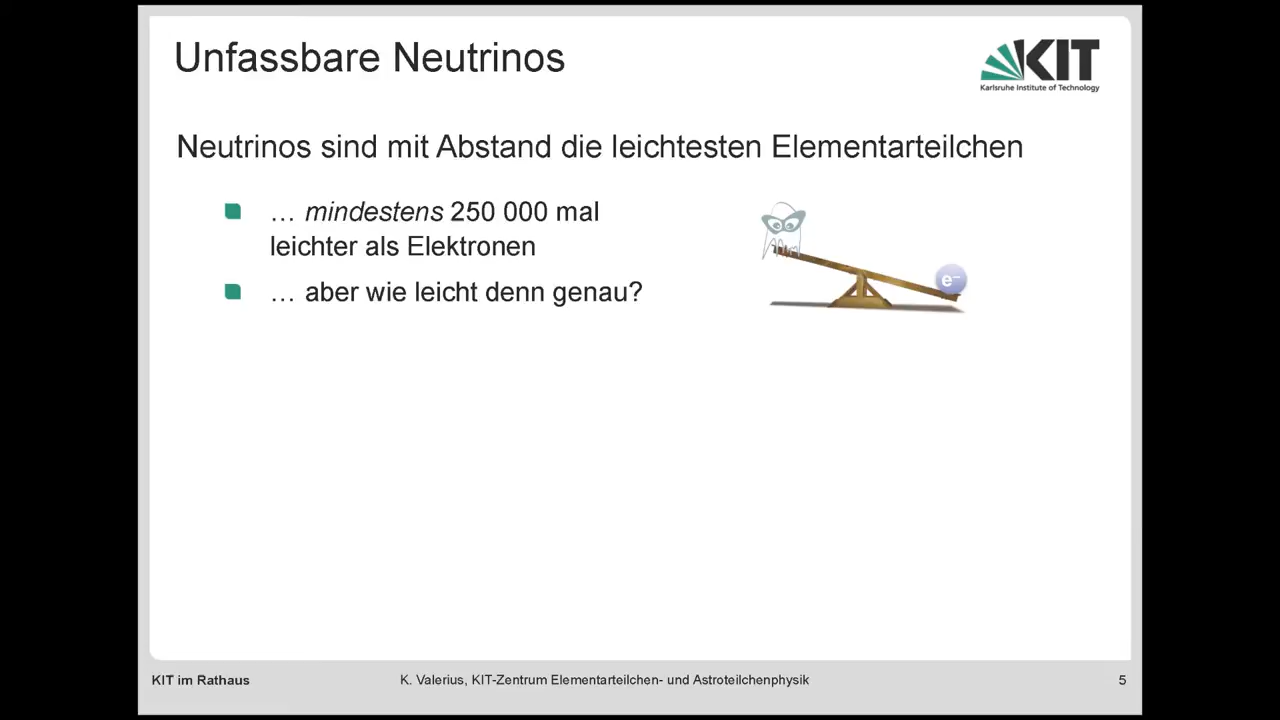 Unfassbare Neutrinos
KIT
Karlsruhe Institute of Technology
Neutrinos sind mit Abstand die leichtesten Elementarteilchen
… mindestens 250 000 mal
leichter als Elektronen
… aber wie leicht denn genau?
e⁻
KIT im Rathaus
K. Valerius, KIT-Zentrum Elementarteilchen- und Astroteilchenphysik
5